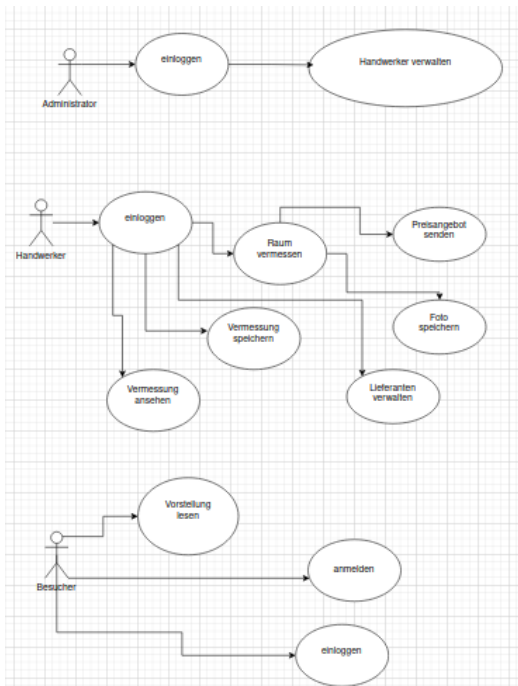 einloggen
Handwerker verwalten
Administrator
einloggen
Handwerker
Raum
vermessen
Preisangbot
senden
Foto
speichern
Vermessung
speichern
Vermessung
ansehen
Lieferanten
verwalten
Vorstellung
lesen
Besucher
anmelden
einloggen